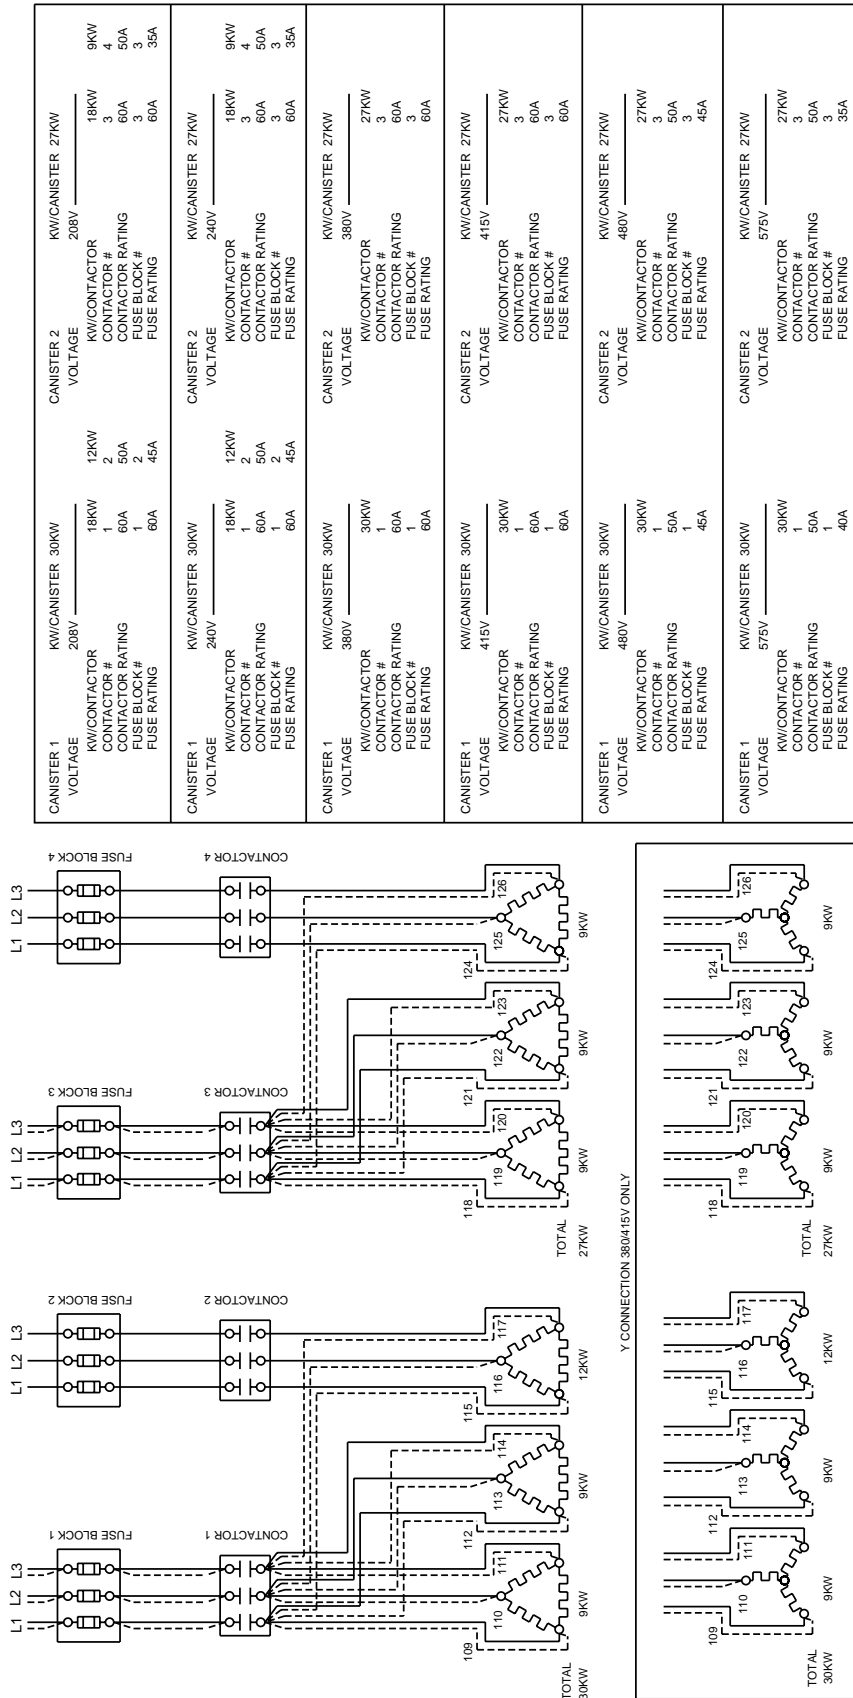 CANISTER 1 KW/CANISTER 30KW
VOLTAGE 208V
KW/CONTACTOR 18KW 12KW
CONTACTOR # 1 2
CONTACTOR RATING 60A 50A
FUSE BLOCK # 1 2
FUSE RATING 60A 45A
CANISTER 2 KW/CANISTER 27KW
VOLTAGE 208V
KW/CONTACTOR 18KW 9KW
CONTACTOR # 3 4
CONTACTOR RATING 60A 50A
FUSE BLOCK # 3 3
FUSE RATING 60A 35A
CANISTER 1 KW/CANISTER 30KW
VOLTAGE 240V
KW/CONTACTOR 18KW 12KW
CONTACTOR # 1 2
CONTACTOR RATING 60A 50A
FUSE BLOCK # 1 2
FUSE RATING 60A 45A
CANISTER 2 KW/CANISTER 27KW
VOLTAGE 240V
KW/CONTACTOR 18KW 9KW
CONTACTOR # 3 4
CONTACTOR RATING 60A 50A
FUSE BLOCK # 3 3
FUSE RATING 60A 35A
CANISTER 1 KW/CANISTER 30KW
VOLTAGE 380V
KW/CONTACTOR 30KW
CONTACTOR # 1
CONTACTOR RATING 60A
FUSE BLOCK # 1
FUSE RATING 60A
CANISTER 2 KW/CANISTER 27KW
VOLTAGE 380V
KW/CONTACTOR 27KW
CONTACTOR # 3
CONTACTOR RATING 60A
FUSE BLOCK # 3
FUSE RATING 60A
CANISTER 1 KW/CANISTER 30KW
VOLTAGE 415V
KW/CONTACTOR 30KW
CONTACTOR # 1
CONTACTOR RATING 60A
FUSE BLOCK # 1
FUSE RATING 60A
CANISTER 2 KW/CANISTER 27KW
VOLTAGE 415V
KW/CONTACTOR 27KW
CONTACTOR # 3
CONTACTOR RATING 60A
FUSE BLOCK # 3
FUSE RATING 60A
CANISTER 1 KW/CANISTER 30KW
VOLTAGE 480V
KW/CONTACTOR 30KW
CONTACTOR # 1
CONTACTOR RATING 50A
FUSE BLOCK # 1
FUSE RATING 45A
CANISTER 2 KW/CANISTER 27KW
VOLTAGE 480V
KW/CONTACTOR 27KW
CONTACTOR # 3
CONTACTOR RATING 50A
FUSE BLOCK # 3
FUSE RATING 45A
CANISTER 1 KW/CANISTER 30KW
VOLTAGE 575V
KW/CONTACTOR 30KW
CONTACTOR # 1
CONTACTOR RATING 50A
FUSE BLOCK # 1
FUSE RATING 40A
CANISTER 2 KW/CANISTER 27KW
VOLTAGE 575V
KW/CONTACTOR 27KW
CONTACTOR # 3
CONTACTOR RATING 50A
FUSE BLOCK # 3
FUSE RATING 35A
L1 L2 L3
FUSE BLOCK 1
CONTACTOR 1
L1 L2 L3
FUSE BLOCK 2
CONTACTOR 2
L1 L2 L3
FUSE BLOCK 3
CONTACTOR 3
L1 L2 L3
FUSE BLOCK 4
CONTACTOR 4
109 110 111 112 113 114 115 116 117
118 119 120 121 122 123 124 125 126
TOTAL
30KW 9KW 9KW 12KW
TOTAL
27KW 9KW 9KW 9KW
Y CONNECTION 380/415V ONLY
109 110 111 112 113 114 115 116 117
118 119 120 121 122 123 124 125 126
TOTAL
30KW 9KW 9KW 12KW
TOTAL
27KW 9KW 9KW 9KW